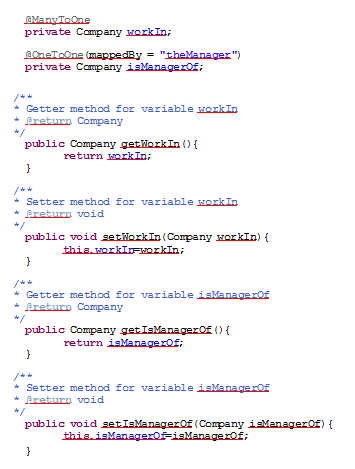 @ManyToOne
private Company workIn;
@OneToOne(mappedBy = "theManager")
private Company isManagerOf;
/**
* Getter method for variable workIn
* @return Company
*/
public Company getWorkIn(){
return workIn;
}
/**
* Setter method for variable workIn
* @return void
*/
public void setWorkIn(Company workIn){
this.workIn=workIn;
}
/**
* Getter method for variable isManagerOf
* @return Company
*/
public Company getIsManagerOf(){
return isManagerOf;
}
/**
* Setter method for variable isManagerOf
* @return void
*/
public void setIsManagerOf(Company isManagerOf){
this.isManagerOf=isManagerOf;
}